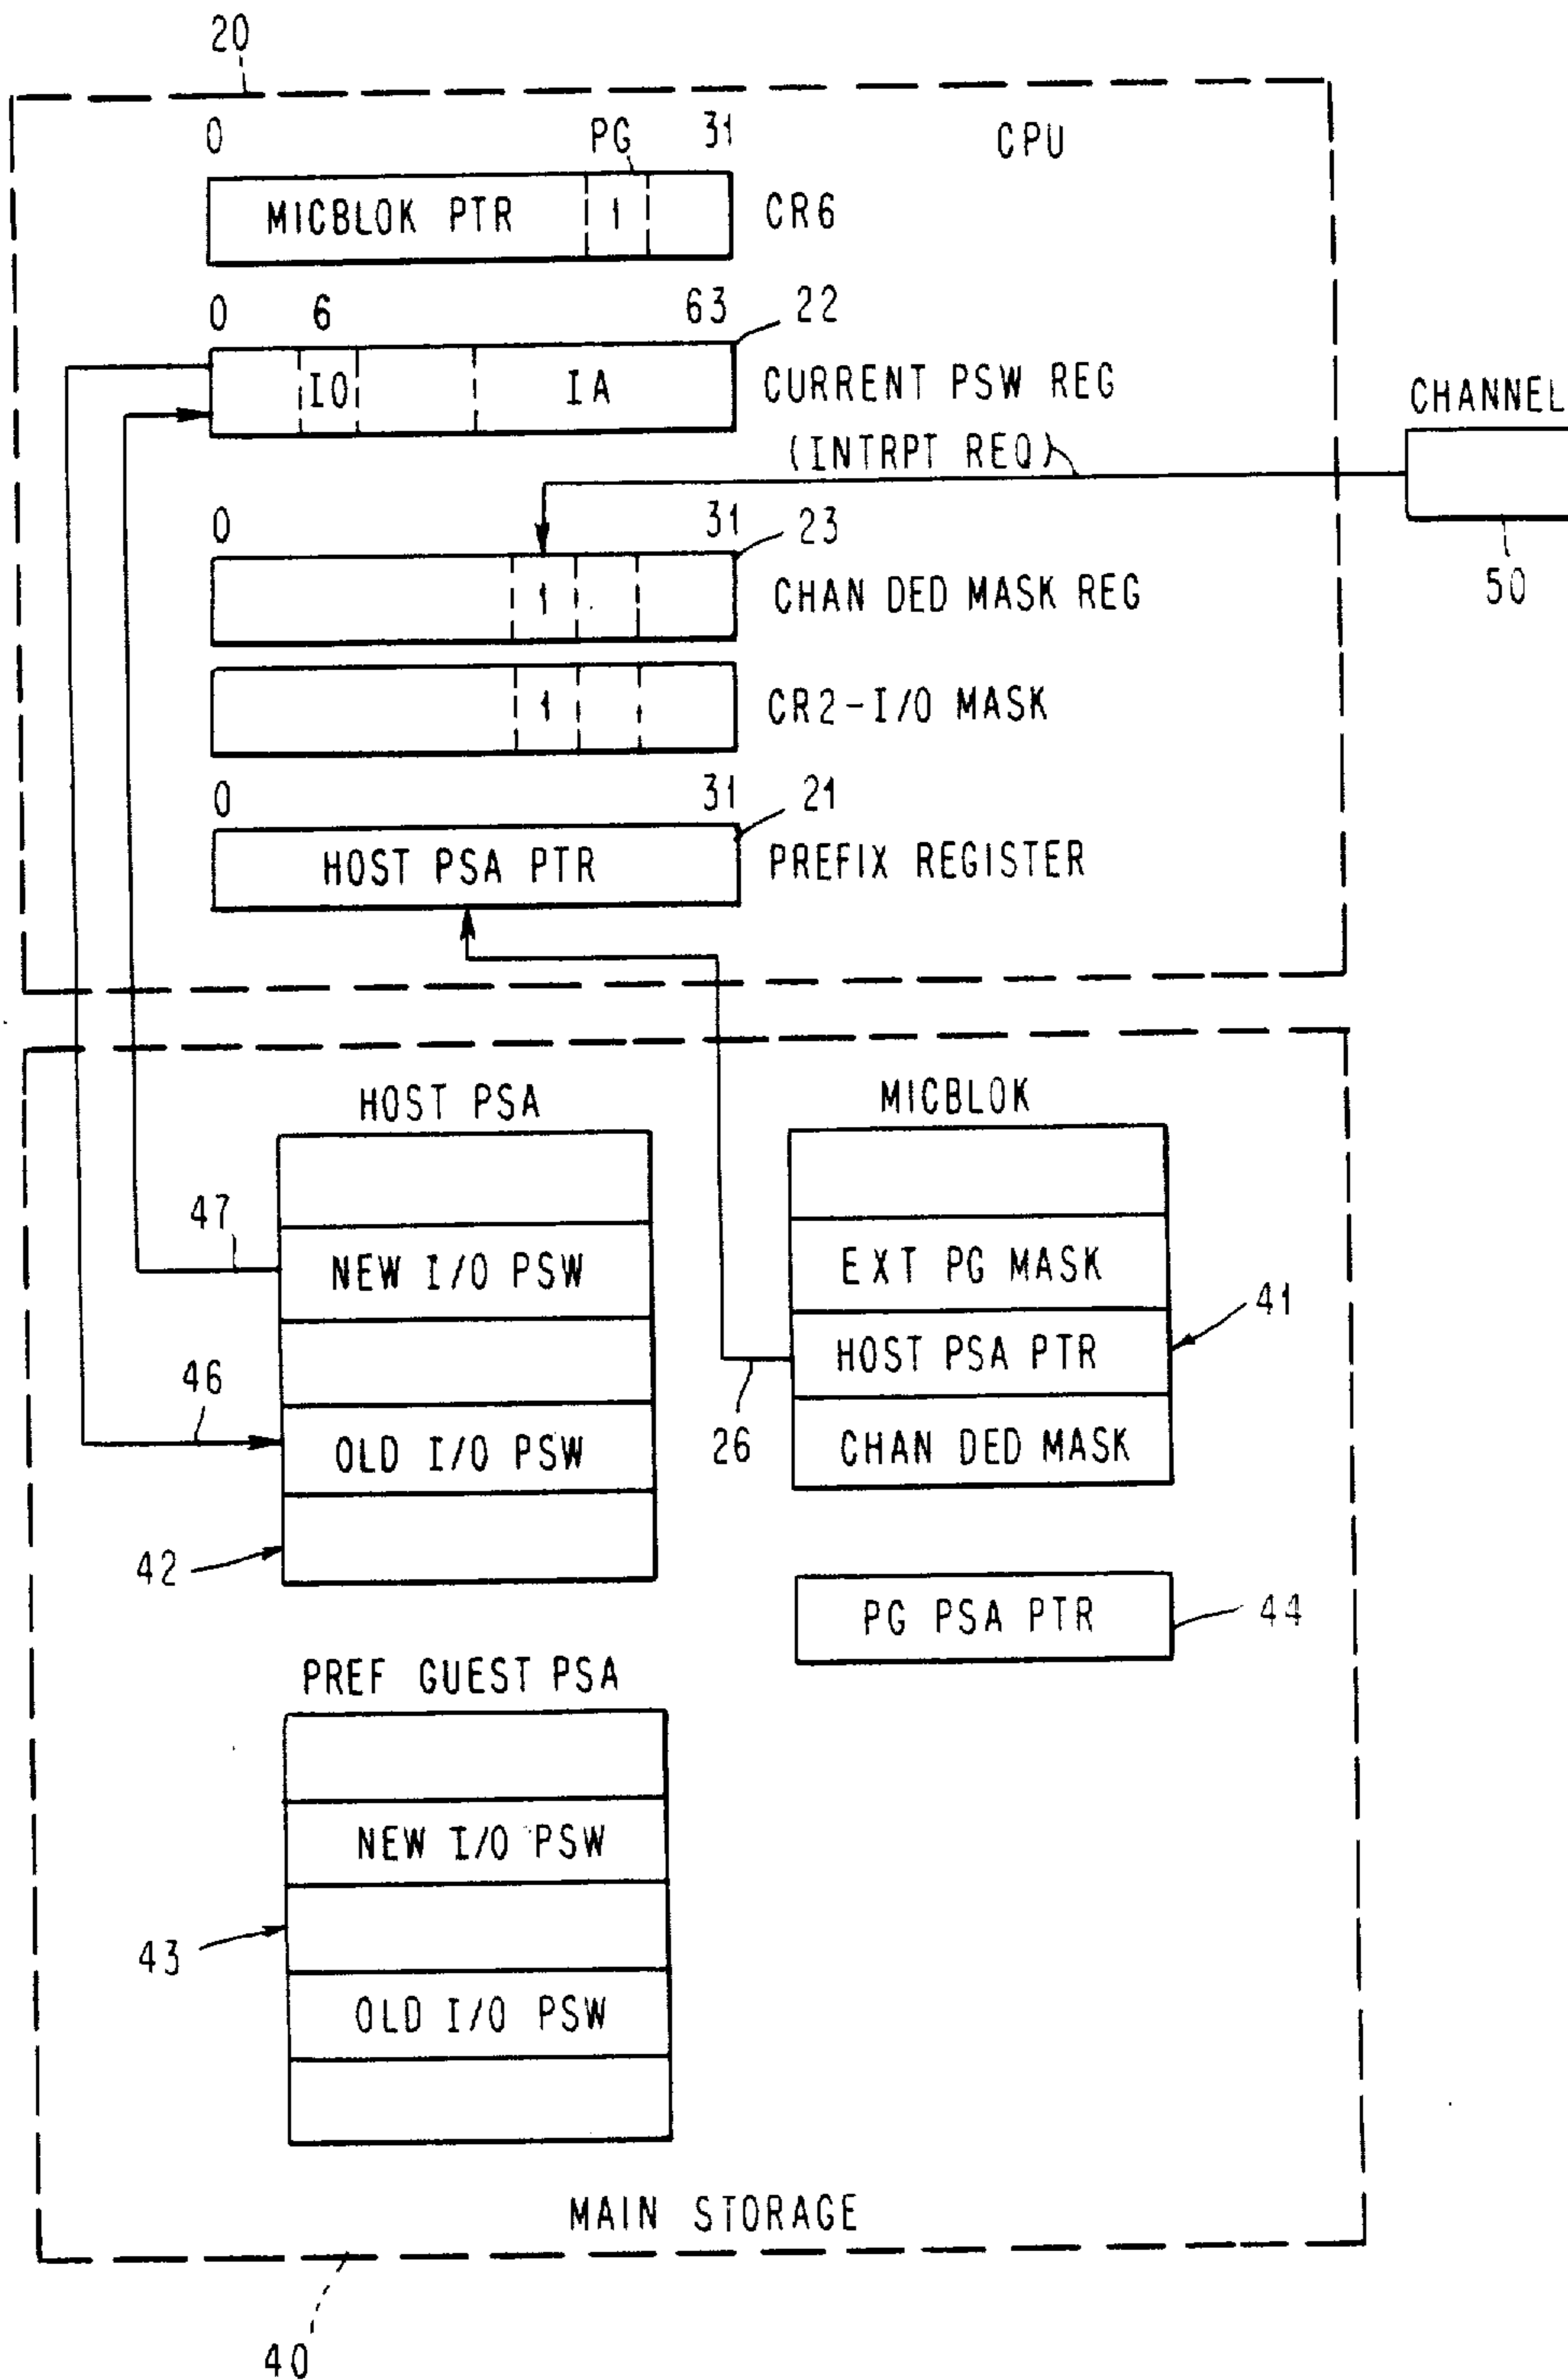 20
0 PG 31 CPU
MICBLOK PTR 1 CR6
0 6 63 22
IO IA CURRENT PSW REG
CHANNEL
(INTRPT REQ)
50
0 31 23
1 CHAN DED MASK REG
1 CR2-I/O MASK
0 31 21
HOST PSA PTR PREFIX REGISTER
HOST PSA MICBLOK
47
NEW I/O PSW EXT PG MASK
41
HOST PSA PTR
46 26
OLD I/O PSW CHAN DED MASK
42
PG PSA PTR 44
PREF GUEST PSA
NEW I/O PSW
43
OLD I/O PSW
MAIN STORAGE
40